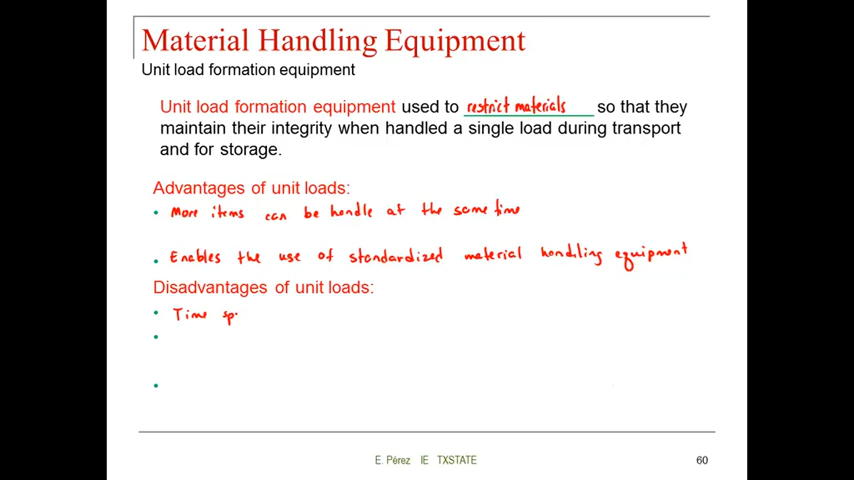 Material Handling Equipment
Unit load formation equipment
Unit load formation equipment used to restrict materials so that they
maintain their integrity when handled a single load during transport
and for storage.
Advantages of unit loads:
• More items can be handle at the same time
• Enables the use of standardized material handling equipment
Disadvantages of unit loads:
• Time sp
•
•
E. Pérez IE TXSTATE
60